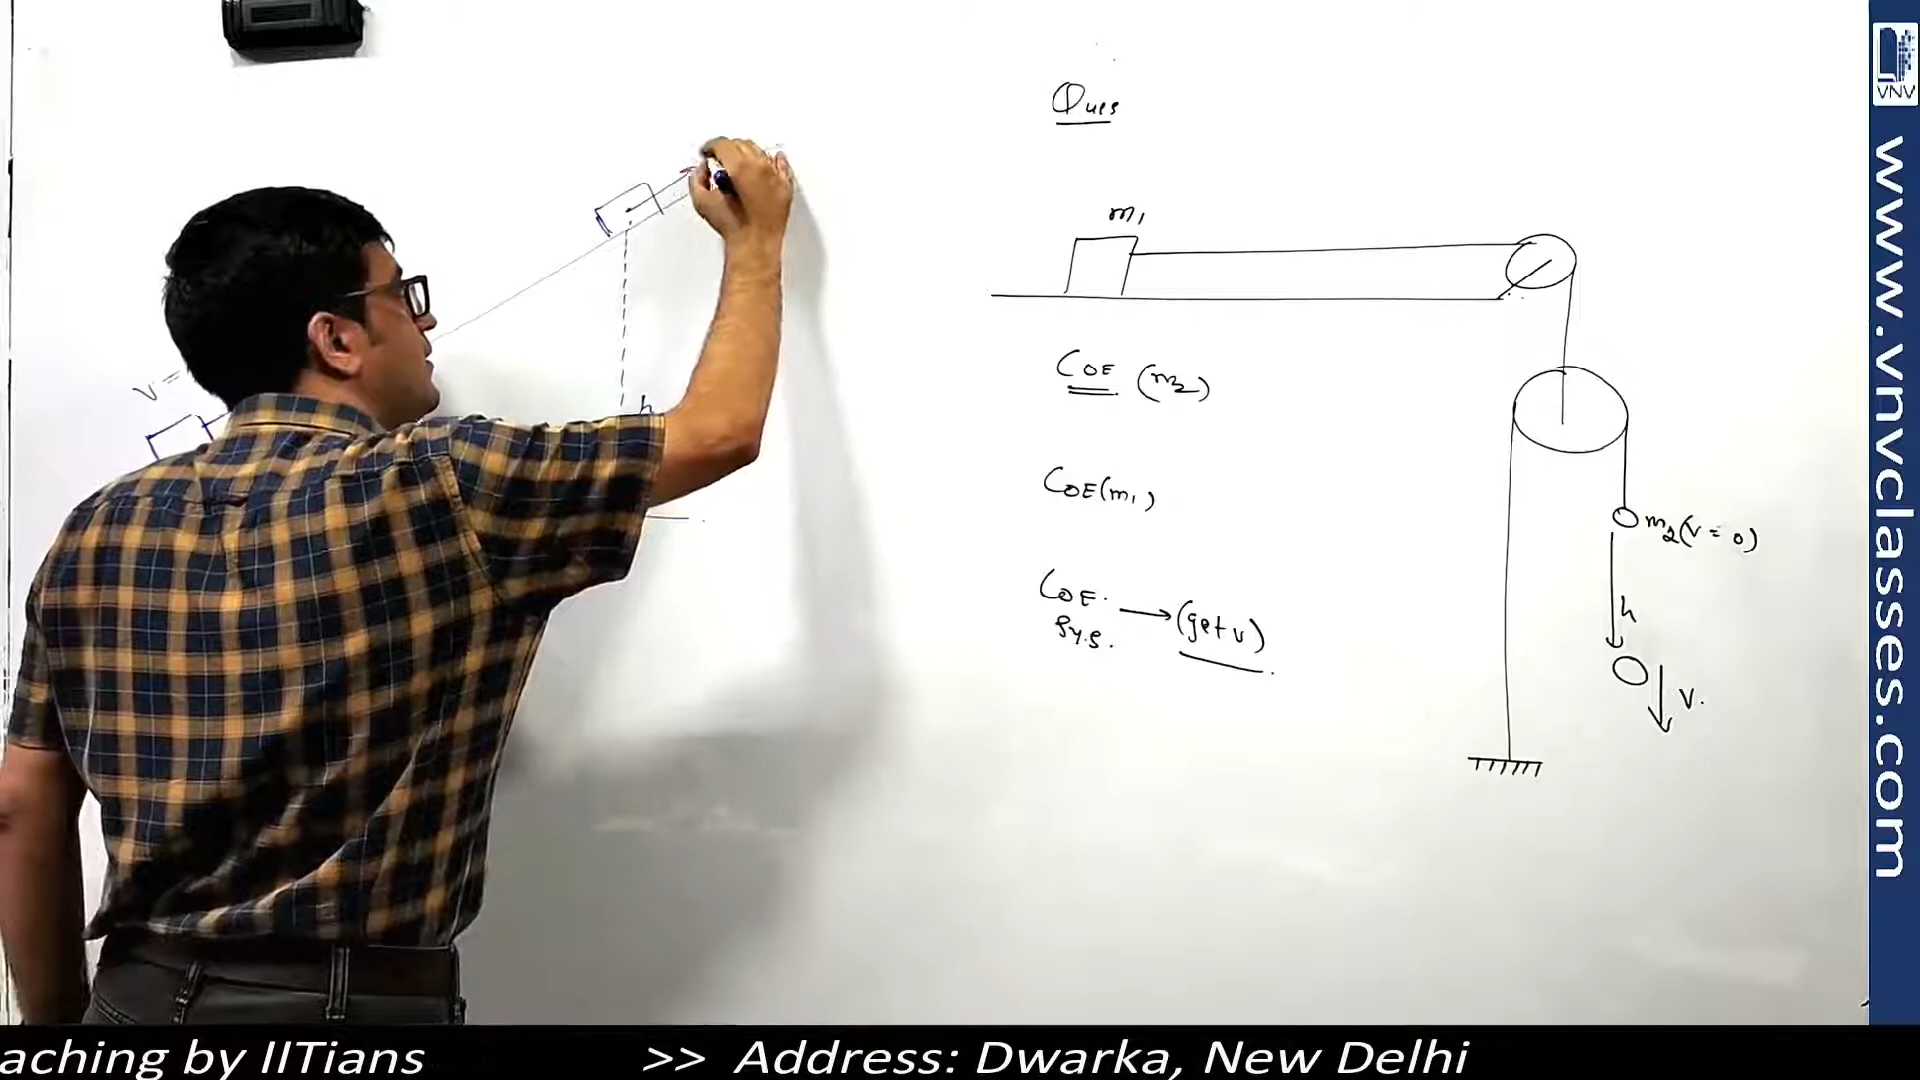 Ques
m1
V =
h
COE (m2)
COE(m1)
m2(v = 0)
h
COE. → (get v)
Sys.
v.
VNV
www.vnvclasses.com
aching by IITians >> Address: Dwarka, New Delhi